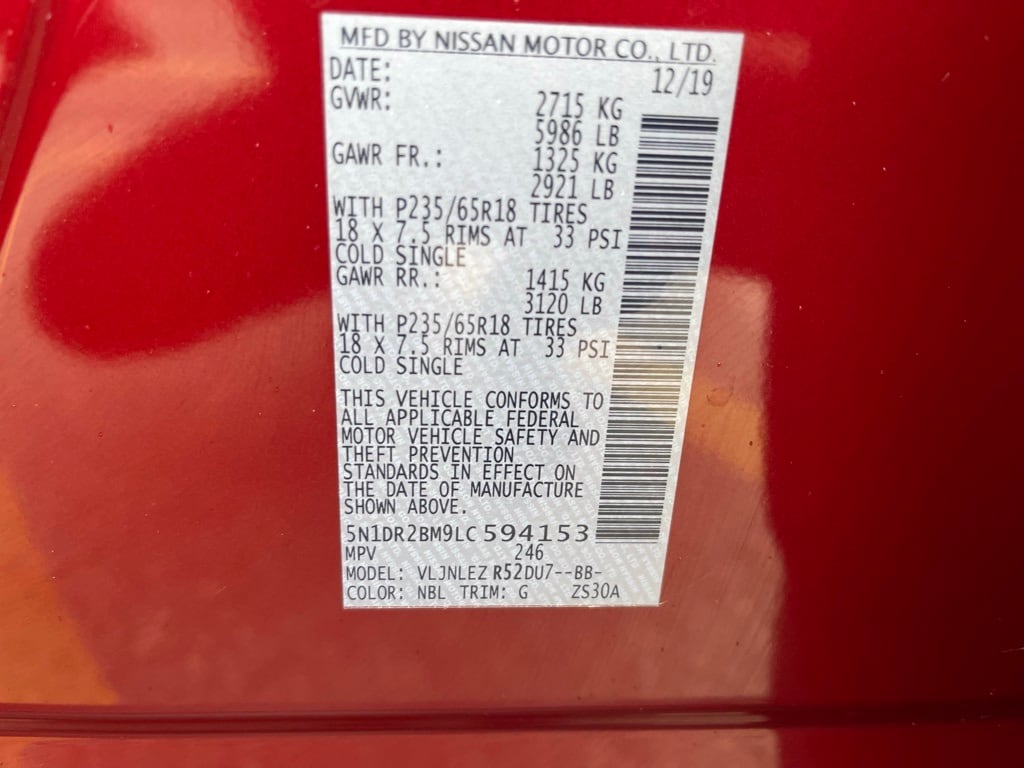 MFD BY NISSAN MOTOR CO., LTD.
DATE: 12/19
GVWR: 2715 KG
5986 LB
GAWR FR.: 1325 KG
2921 LB
WITH P235/65R18 TIRES
18 X 7.5 RIMS AT 33 PSI
COLD SINGLE
GAWR RR.: 1415 KG
3120 LB
WITH P235/65R18 TIRES
18 X 7.5 RIMS AT 33 PSI
COLD SINGLE
THIS VEHICLE CONFORMS TO
ALL APPLICABLE FEDERAL
MOTOR VEHICLE SAFETY AND
THEFT PREVENTION
STANDARDS IN EFFECT ON
THE DATE OF MANUFACTURE
SHOWN ABOVE.
5N1DR2BM9LC594153
MPV 246
MODEL: VLJNLEZ R52DU7--BB-
COLOR: NBL TRIM: G ZS30A